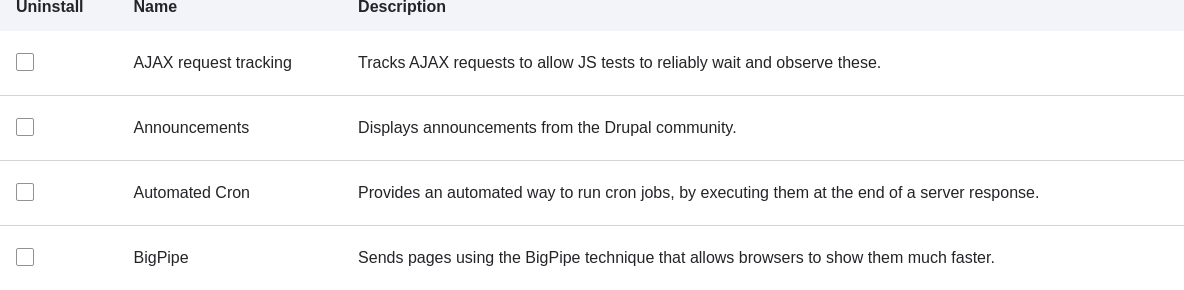 Uninstall Name Description
AJAX request tracking Tracks AJAX requests to allow JS tests to reliably wait and observe these.
Announcements Displays announcements from the Drupal community.
Automated Cron Provides an automated way to run cron jobs, by executing them at the end of a server response.
BigPipe Sends pages using the BigPipe technique that allows browsers to show them much faster.